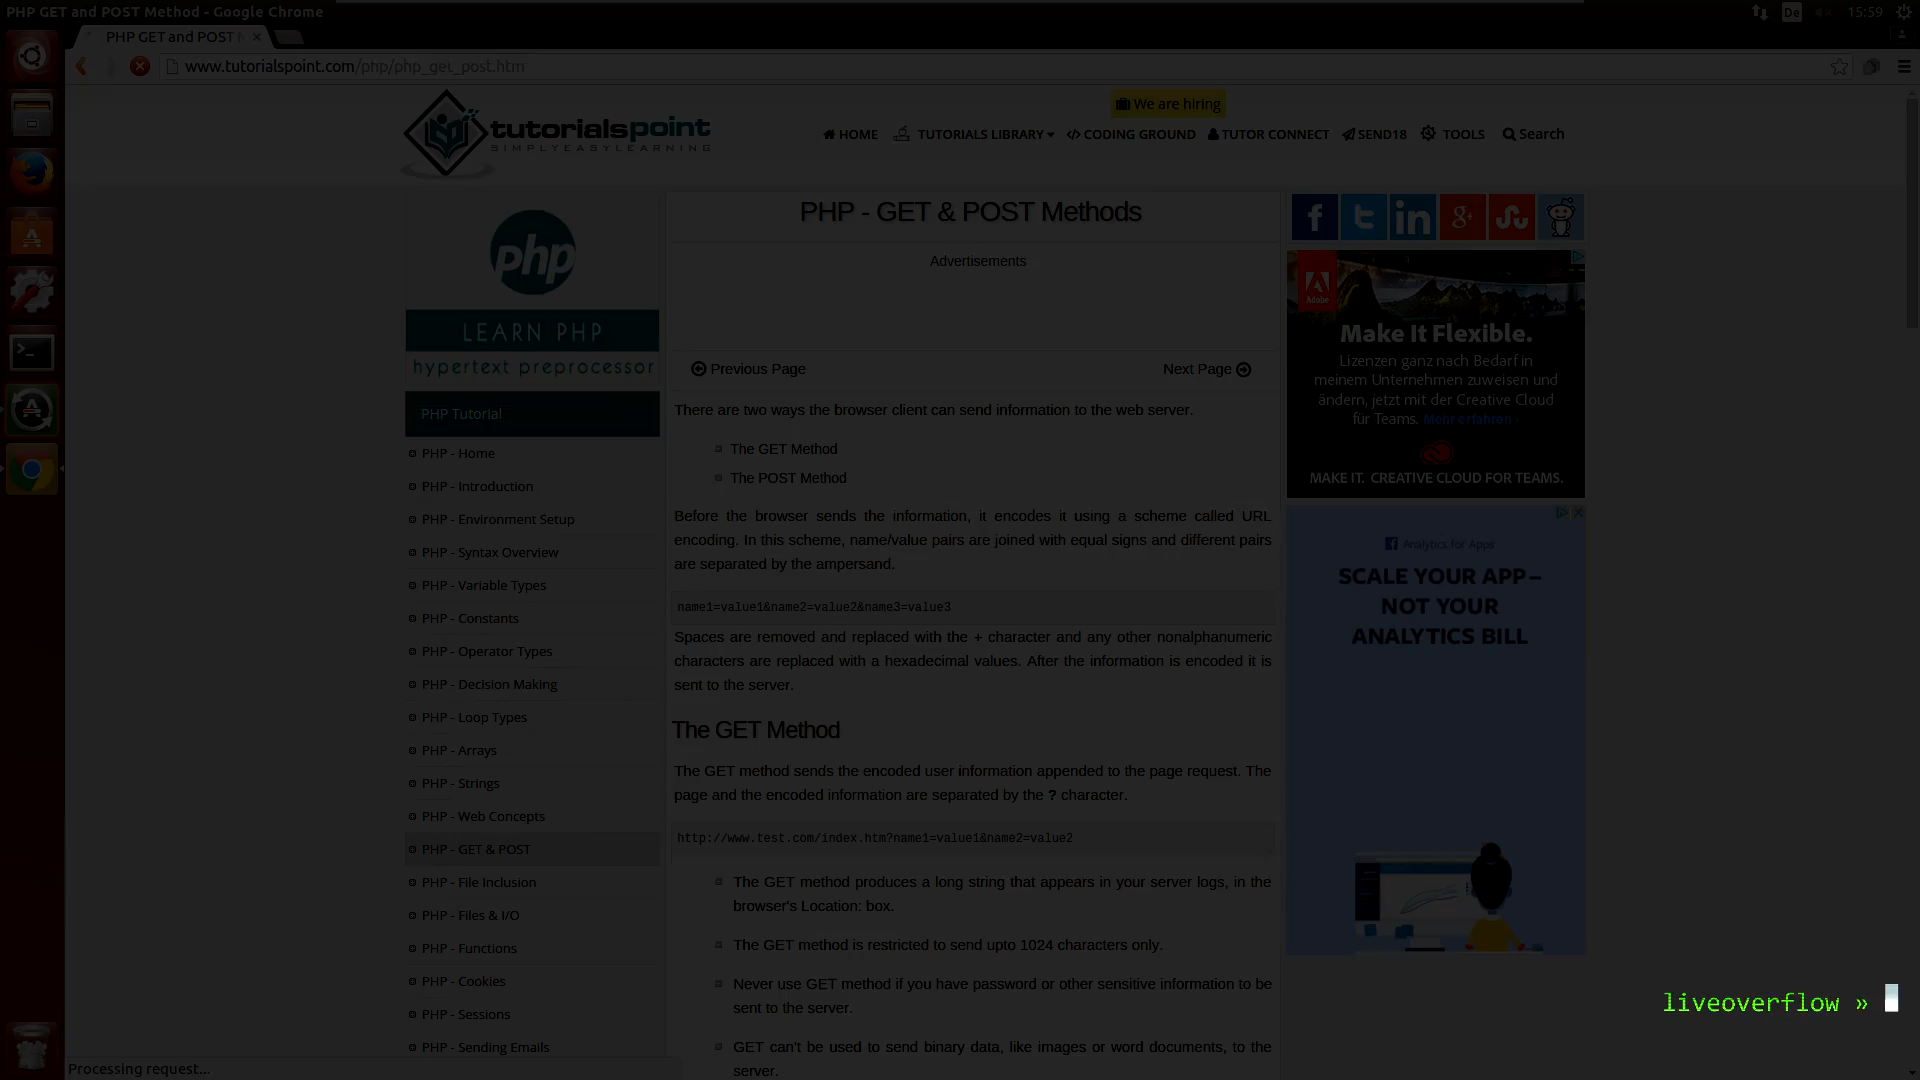 PHP GET and POST Method - Google Chrome
De
15:59
PHP GET and POST M
www.tutorialspoint.com/php/php_get_post.htm
We are hiring
tutorialspoint
SIMPLYEASYLEARNING
HOME
TUTORIALS LIBRARY
CODING GROUND
TUTOR CONNECT
SEND18
TOOLS
Search
php
LEARN PHP
hypertext preprocessor
PHP Tutorial
PHP - Home
PHP - Introduction
PHP - Environment Setup
PHP - Syntax Overview
PHP - Variable Types
PHP - Constants
PHP - Operator Types
PHP - Decision Making
PHP - Loop Types
PHP - Arrays
PHP - Strings
PHP - Web Concepts
PHP - GET & POST
PHP - File Inclusion
PHP - Files & I/O
PHP - Functions
PHP - Cookies
PHP - Sessions
PHP - Sending Emails
PHP - GET & POST Methods
Advertisements
Previous Page
Next Page
There are two ways the browser client can send information to the web server.
The GET Method
The POST Method
Before the browser sends the information, it encodes it using a scheme called URL
encoding. In this scheme, name/value pairs are joined with equal signs and different pairs
are separated by the ampersand.
name1=value1&name2=value2&name3=value3
Spaces are removed and replaced with the + character and any other nonalphanumeric
characters are replaced with a hexadecimal values. After the information is encoded it is
sent to the server.
The GET Method
The GET method sends the encoded user information appended to the page request. The
page and the encoded information are separated by the ? character.
http://www.test.com/index.htm?name1=value1&name2=value2
The GET method produces a long string that appears in your server logs, in the
browser's Location: box.
The GET method is restricted to send upto 1024 characters only.
Never use GET method if you have password or other sensitive information to be
sent to the server.
GET can't be used to send binary data, like images or word documents, to the
server.
Adobe
Make It Flexible.
Lizenzen ganz nach Bedarf in
meinem Unternehmen zuweisen und
ändern, jetzt mit der Creative Cloud
für Teams. Mehr erfahren ›
MAKE IT. CREATIVE CLOUD FOR TEAMS.
Analytics for Apps
SCALE YOUR APP–
NOT YOUR
ANALYTICS BILL
liveoverflow »
Processing request...